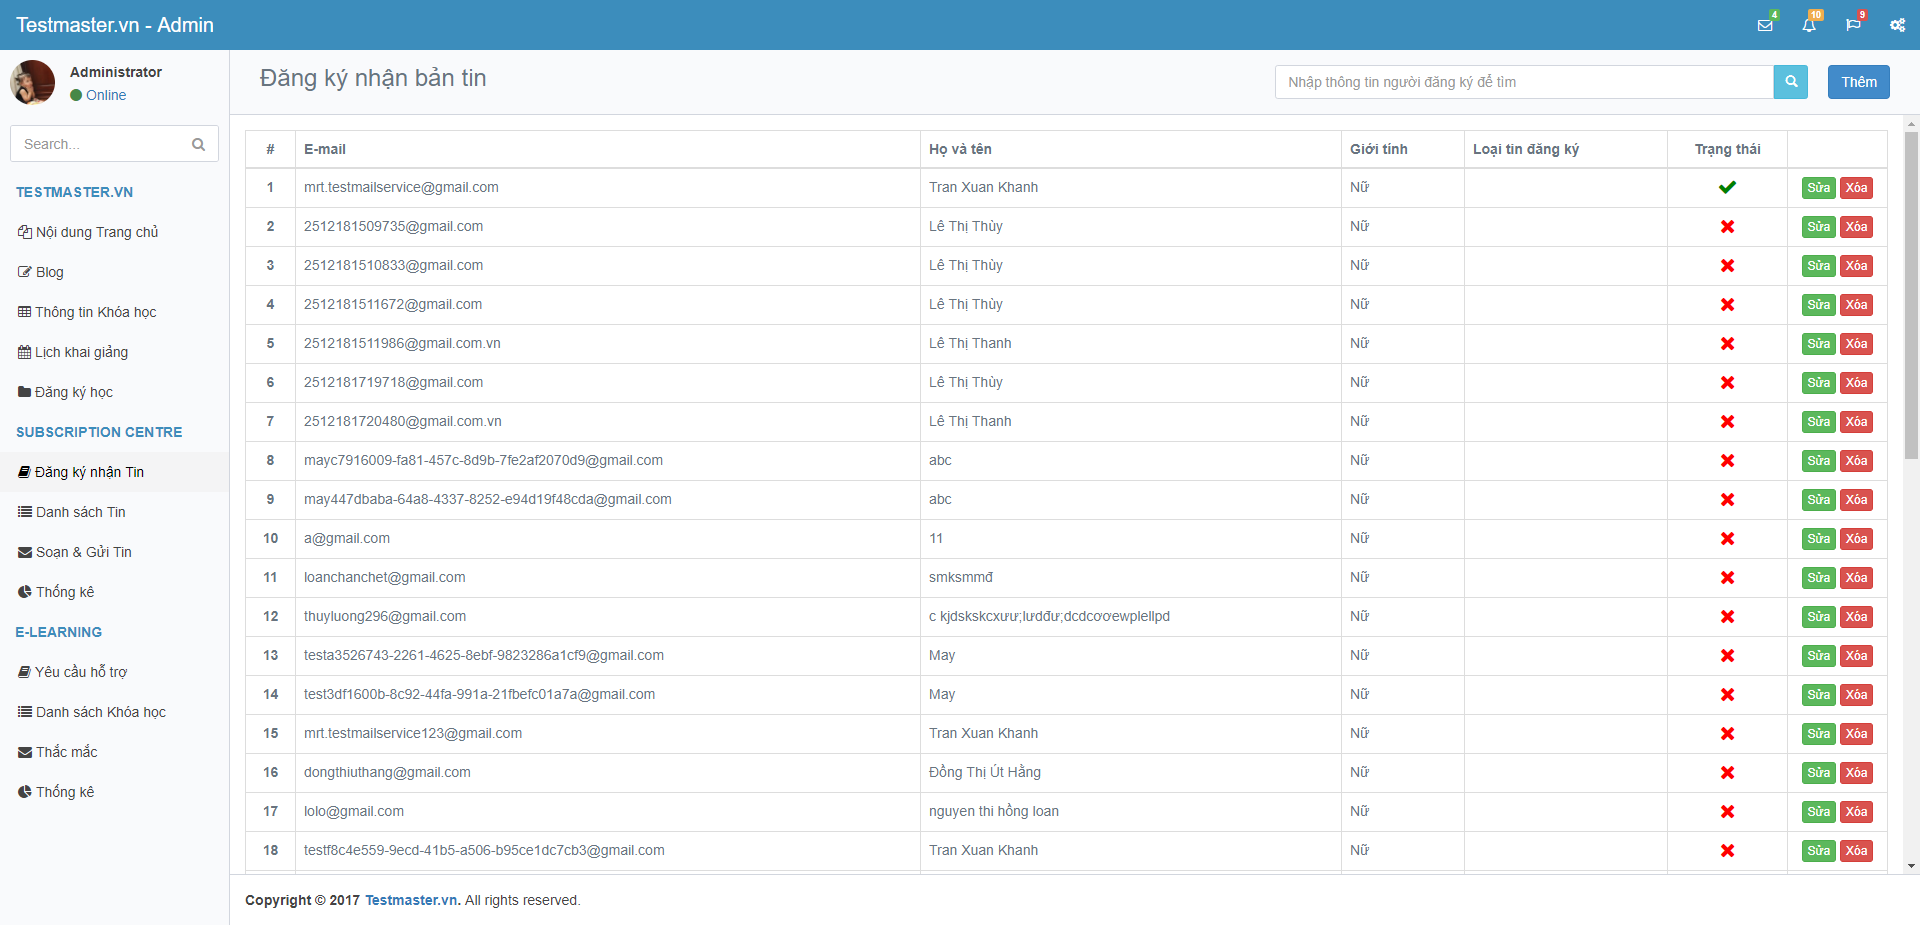 Testmaster.vn - Admin
4
10
9
Administrator
Online
Search...
TESTMASTER.VN
Nội dung Trang chủ
Blog
Thông tin Khóa học
Lịch khai giảng
Đăng ký học
SUBSCRIPTION CENTRE
Đăng ký nhận Tin
Danh sách Tin
Soạn & Gửi Tin
Thống kê
E-LEARNING
Yêu cầu hỗ trợ
Danh sách Khóa học
Thắc mắc
Thống kê
Đăng ký nhận bản tin
Nhập thông tin người đăng ký để tìm
Thêm
# E-mail Họ và tên Giới tính Loại tin đăng ký Trạng thái
1 mrt.testmailservice@gmail.com Tran Xuan Khanh Nữ Sửa Xóa
2 2512181509735@gmail.com Lê Thị Thùy Nữ Sửa Xóa
3 2512181510833@gmail.com Lê Thị Thùy Nữ Sửa Xóa
4 2512181511672@gmail.com Lê Thị Thùy Nữ Sửa Xóa
5 2512181511986@gmail.com.vn Lê Thị Thanh Nữ Sửa Xóa
6 2512181719718@gmail.com Lê Thị Thùy Nữ Sửa Xóa
7 2512181720480@gmail.com.vn Lê Thị Thanh Nữ Sửa Xóa
8 mayc7916009-fa81-457c-8d9b-7fe2af2070d9@gmail.com abc Nữ Sửa Xóa
9 may447dbaba-64a8-4337-8252-e94d19f48cda@gmail.com abc Nữ Sửa Xóa
10 a@gmail.com 11 Nữ Sửa Xóa
11 loanchanchet@gmail.com smksmmđ Nữ Sửa Xóa
12 thuyluong296@gmail.com c kjdskskcxưư;lưdđư;dcdcơơewplellpd Nữ Sửa Xóa
13 testa3526743-2261-4625-8ebf-9823286a1cf9@gmail.com May Nữ Sửa Xóa
14 test3df1600b-8c92-44fa-991a-21fbefc01a7a@gmail.com May Nữ Sửa Xóa
15 mrt.testmailservice123@gmail.com Tran Xuan Khanh Nữ Sửa Xóa
16 dongthiuthang@gmail.com Đồng Thị Út Hằng Nữ Sửa Xóa
17 lolo@gmail.com nguyen thi hồng loan Nữ Sửa Xóa
18 testf8c4e559-9ecd-41b5-a506-b95ce1dc7cb3@gmail.com Tran Xuan Khanh Nữ Sửa Xóa
Copyright © 2017 Testmaster.vn. All rights reserved.